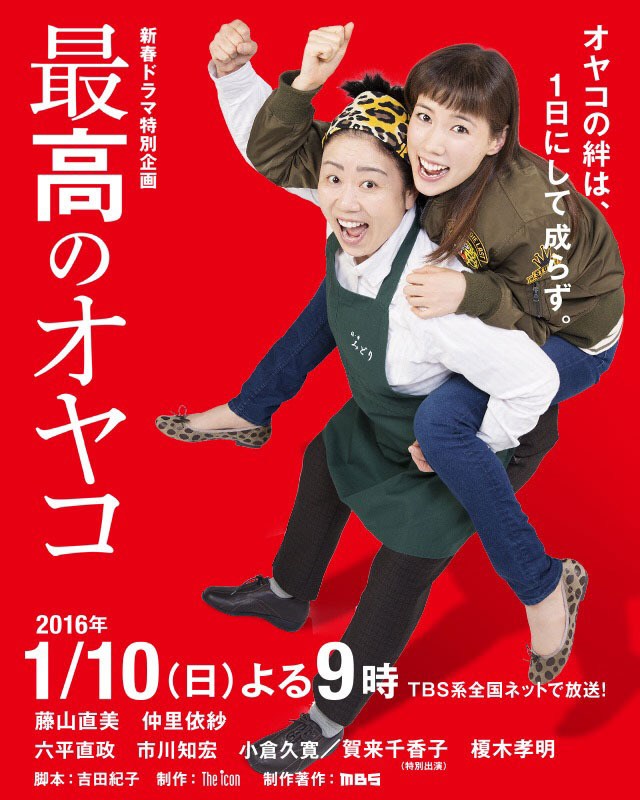 新春ドラマ特別企画
最高のオヤコ
オヤコの絆は、
1日にして成らず。
みどり
2016年
1/10(日)よる9時 TBS系全国ネットで放送!
藤山直美 仲里依紗
六平直政 市川知宏 小倉久寛/賀来千香子 榎木孝明
(特別出演)
脚本:吉田紀子 制作:The icon 制作著作:MBS